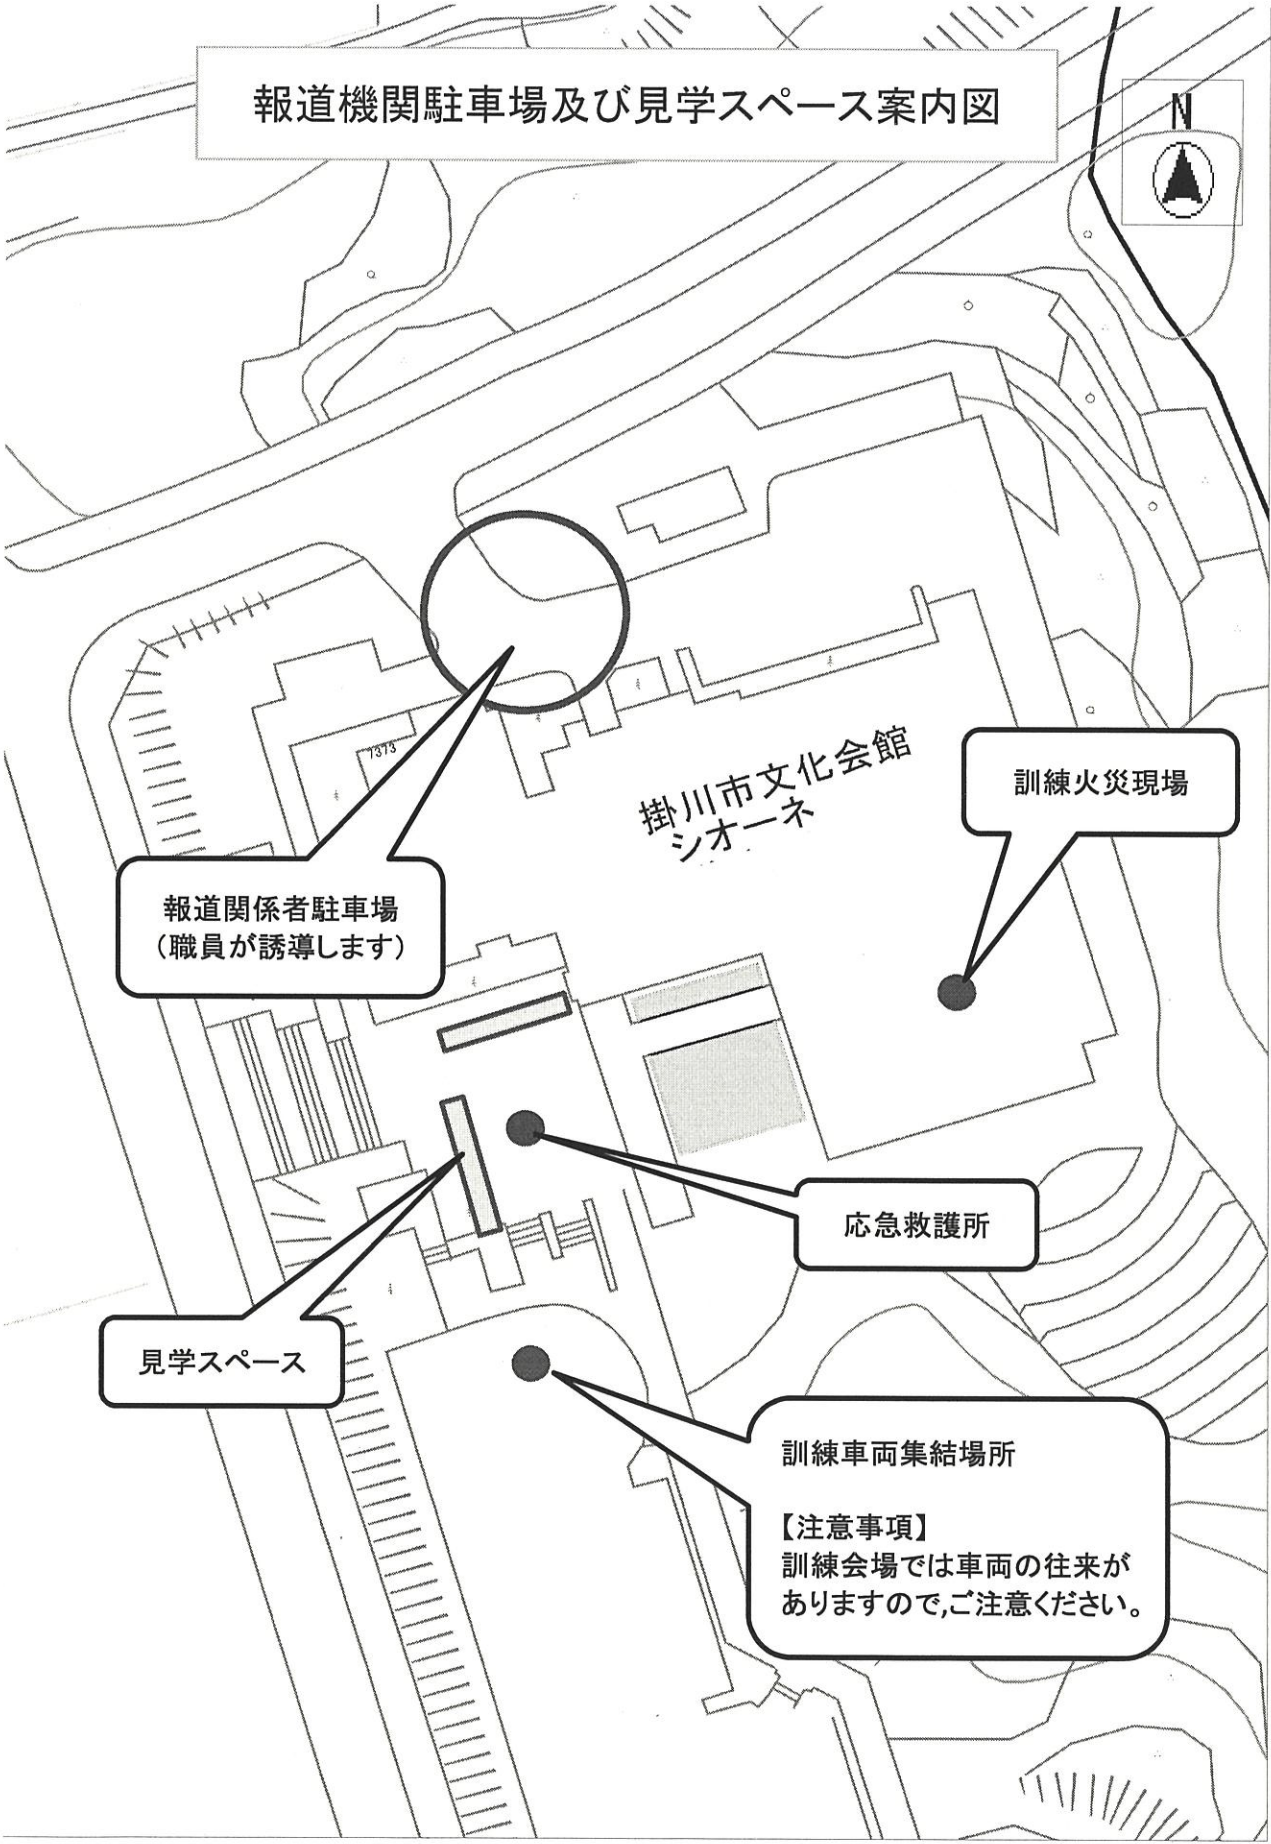 報道機関駐車場及び見学スペース案内図
N
7373
掛川市文化会館
シオーネ
訓練火災現場
報道関係者駐車場
（職員が誘導します）
応急救護所
見学スペース
訓練車両集結場所
【注意事項】
訓練会場では車両の往来が
ありますので,ご注意ください。